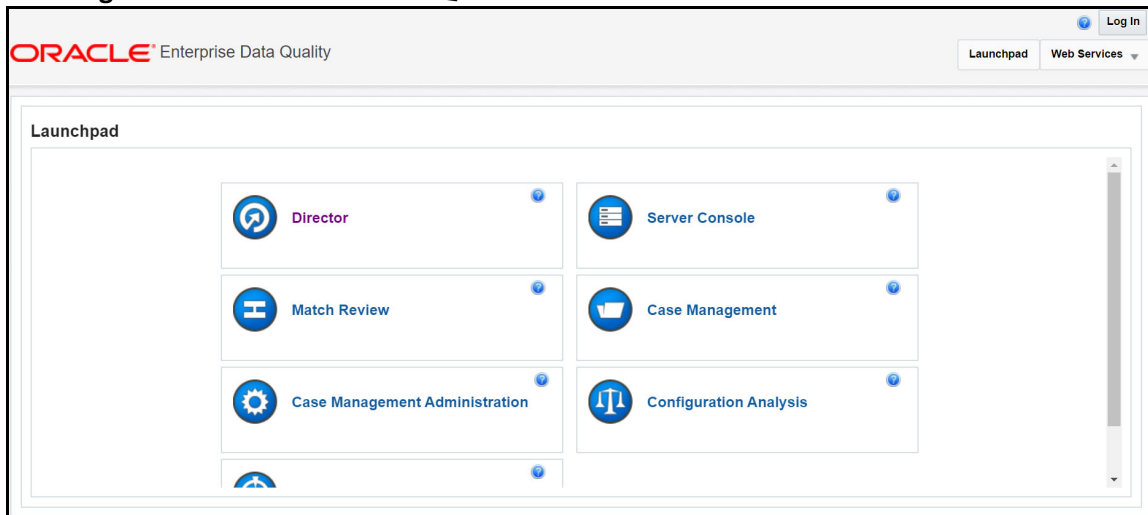 Log In
ORACLE Enterprise Data Quality
Launchpad Web Services
Launchpad
Director
Server Console
Match Review
Case Management
Case Management Administration
Configuration Analysis